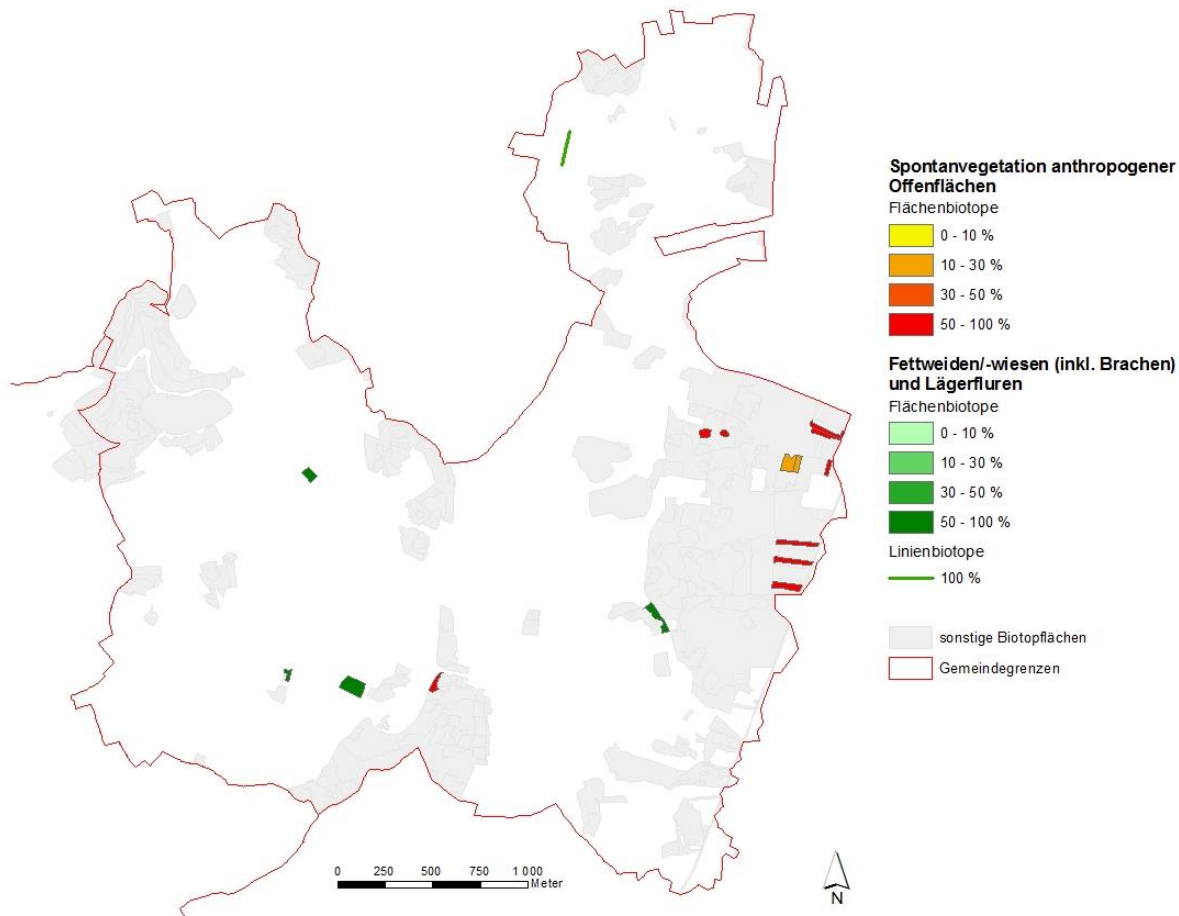 Spontanvegetation anthropogener
Offenflächen
Flächenbiotope
0 - 10 %
10 - 30 %
30 - 50 %
50 - 100 %
Fettweiden/-wiesen (inkl. Brachen)
und Lägerfluren
Flächenbiotope
0 - 10 %
10 - 30 %
30 - 50 %
50 - 100 %
Linienbiotope
100 %
sonstige Biotopflächen
Gemeindegrenzen
0 250 500 750 1 000
Meter
N